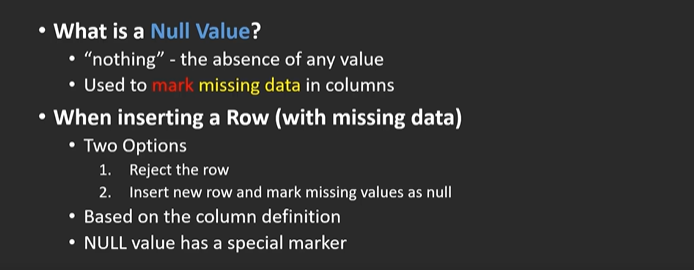 • What is a Null Value?
• “nothing” - the absence of any value
• Used to mark missing data in columns
• When inserting a Row (with missing data)
• Two Options
1. Reject the row
2. Insert new row and mark missing values as null
• Based on the column definition
• NULL value has a special marker